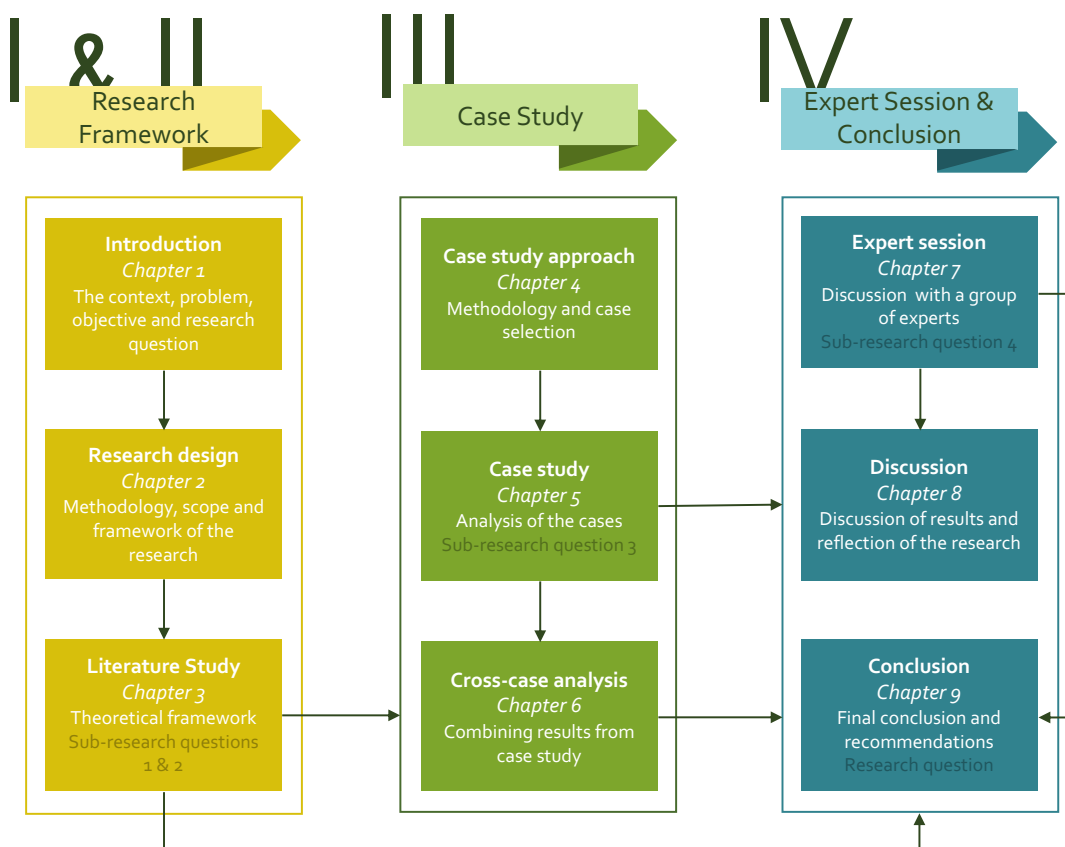 I & II
Research
Framework
Introduction
Chapter 1
The context, problem,
objective and research
question
Research design
Chapter 2
Methodology, scope and
framework of the
research
Literature Study
Chapter 3
Theoretical framework
Sub-research questions
1 & 2
III
Case Study
Case study approach
Chapter 4
Methodology and case
selection
Case study
Chapter 5
Analysis of the cases
Sub-research question 3
Cross-case analysis
Chapter 6
Combining results from
case study
IV
Expert Session &
Conclusion
Expert session
Chapter 7
Discussion with a group
of experts
Sub-research question 4
Discussion
Chapter 8
Discussion of results and
reflection of the research
Conclusion
Chapter 9
Final conclusion and
recommendations
Research question